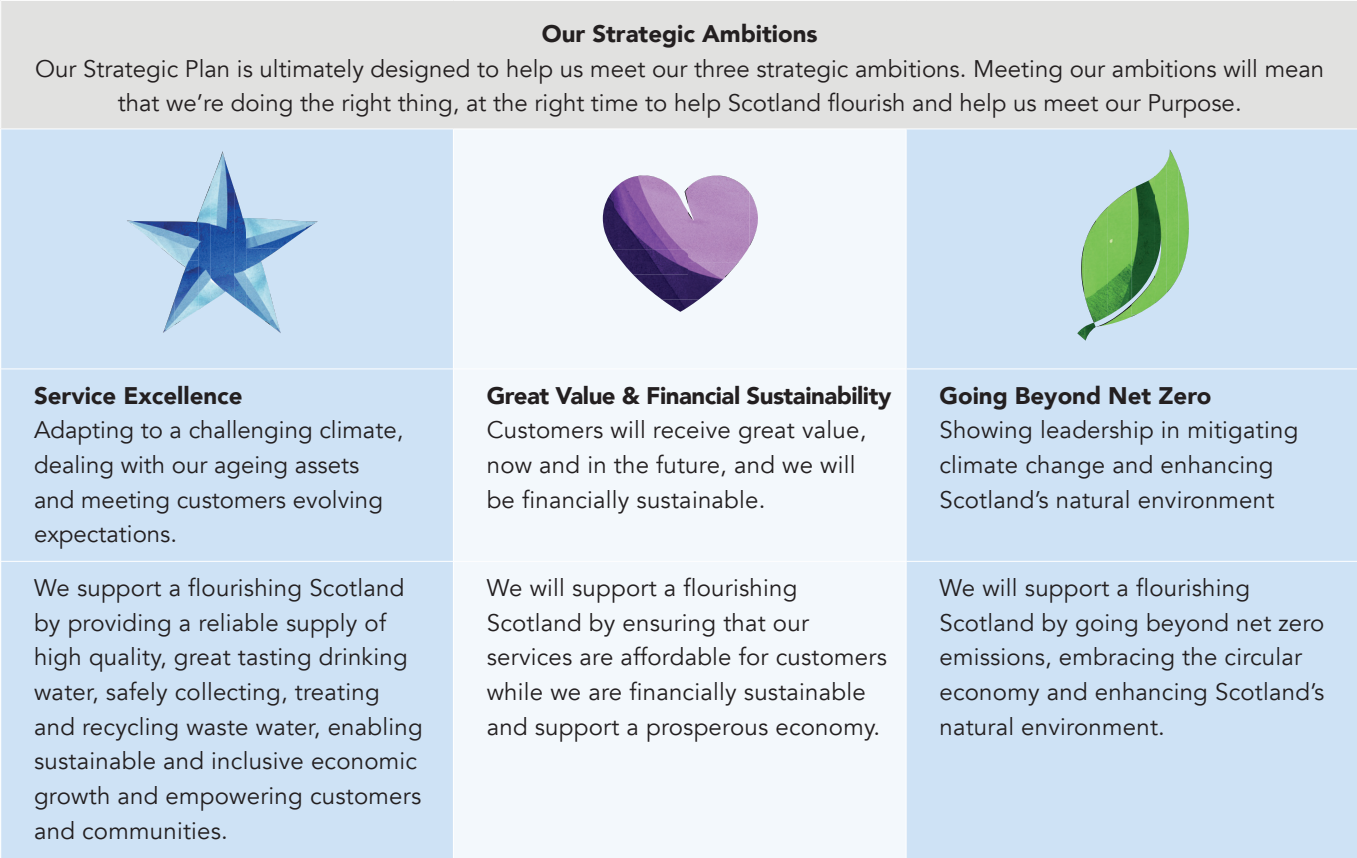 Our Strategic Ambitions
Our Strategic Plan is ultimately designed to help us meet our three strategic ambitions. Meeting our ambitions will mean
that we’re doing the right thing, at the right time to help Scotland flourish and help us meet our Purpose.
Service Excellence
Adapting to a challenging climate,
dealing with our ageing assets
and meeting customers evolving
expectations.
We support a flourishing Scotland
by providing a reliable supply of
high quality, great tasting drinking
water, safely collecting, treating
and recycling waste water, enabling
sustainable and inclusive economic
growth and empowering customers
and communities.
Great Value & Financial Sustainability
Customers will receive great value,
now and in the future, and we will
be financially sustainable.
We will support a flourishing
Scotland by ensuring that our
services are affordable for customers
while we are financially sustainable
and support a prosperous economy.
Going Beyond Net Zero
Showing leadership in mitigating
climate change and enhancing
Scotland’s natural environment
We will support a flourishing
Scotland by going beyond net zero
emissions, embracing the circular
economy and enhancing Scotland’s
natural environment.